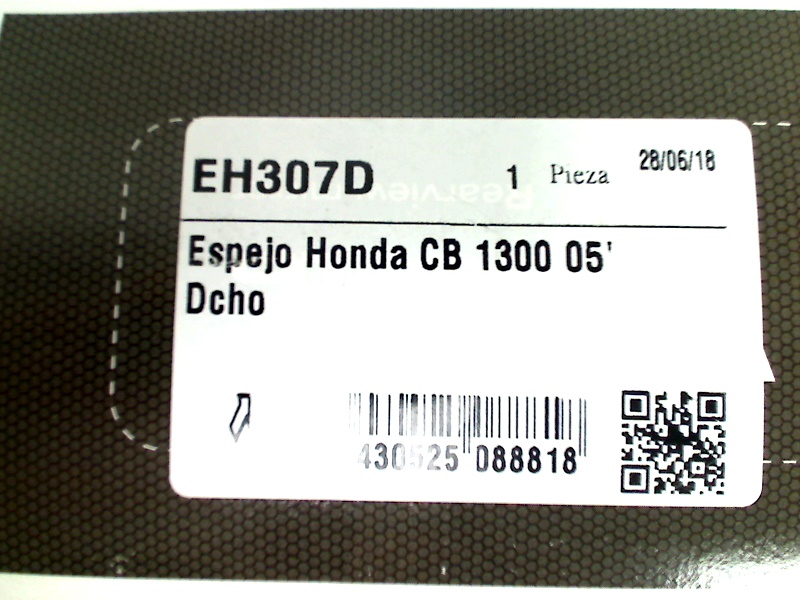 EH307D 1 Pieza 28/06/18
Espejo Honda CB 1300 05'
Dcho
430525 088818